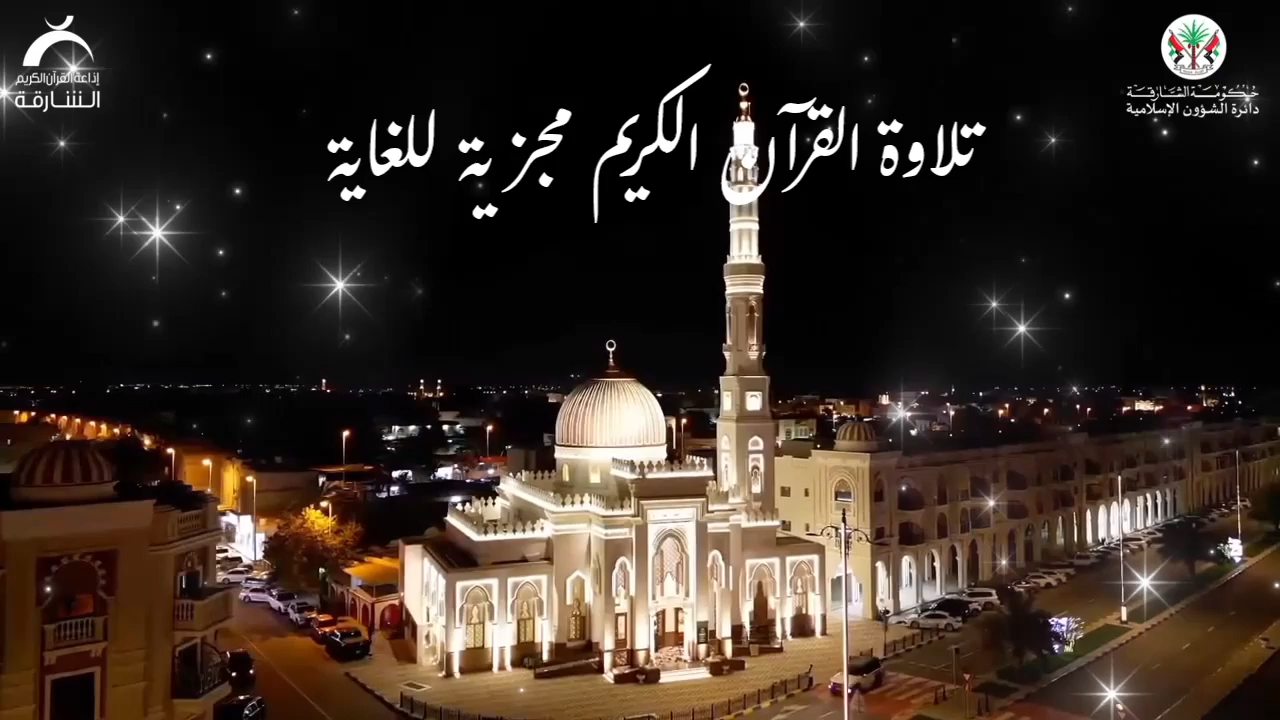 تلاوة القرآن الكريم مجزية للغاية
إذاعة القرآن الكريم
الشارقة
حكومة الشارقة
دائرة الشؤون الإسلامية